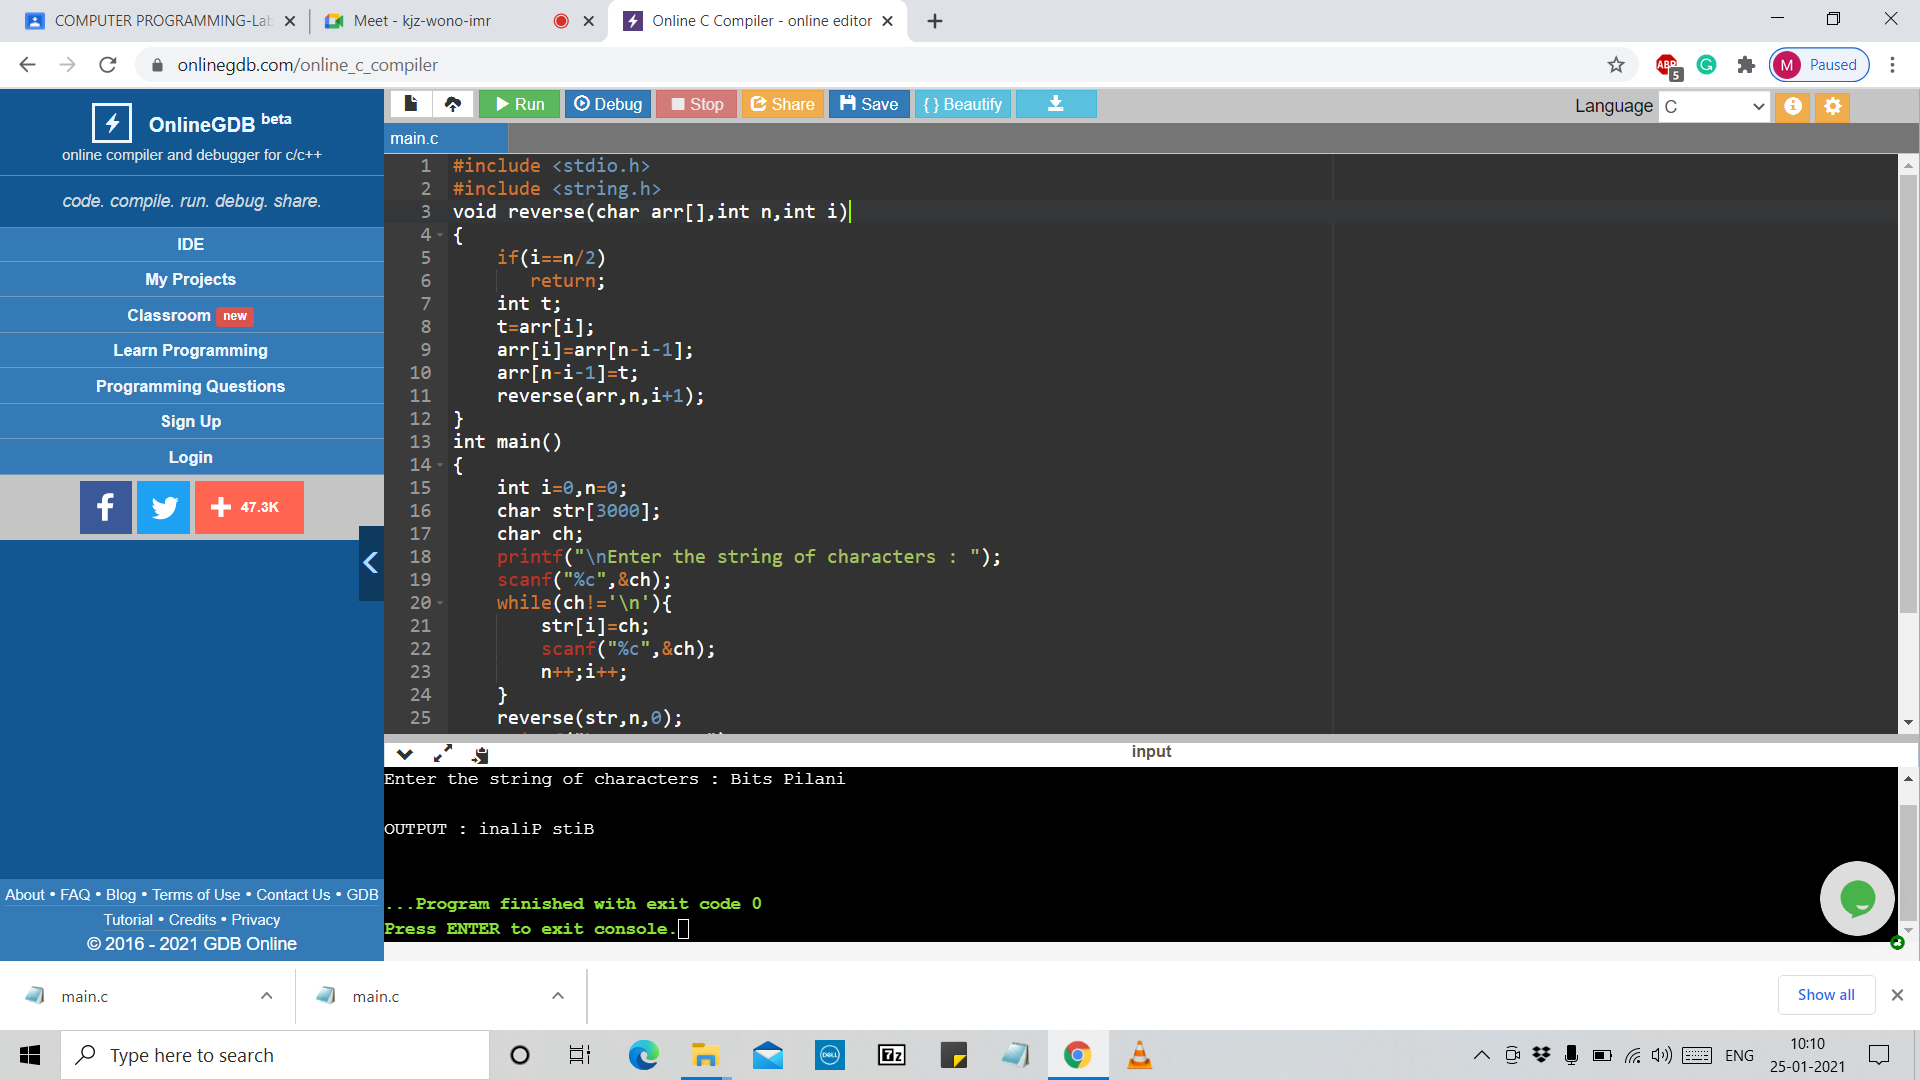 COMPUTER PROGRAMMING-Lab
Meet - kjz-wono-imr
Online C Compiler - online editor
onlinegdb.com/online_c_compiler
ABP
5
G
M Paused
OnlineGDB beta
online compiler and debugger for c/c++
code. compile. run. debug. share.
IDE
My Projects
Classroom new
Learn Programming
Programming Questions
Sign Up
Login
47.3K
About • FAQ • Blog • Terms of Use • Contact Us • GDB
Tutorial • Credits • Privacy
© 2016 - 2021 GDB Online
Run Debug Stop Share Save { } Beautify
Language C
main.c
1 #include <stdio.h>
2 #include <string.h>
3 void reverse(char arr[],int n,int i)
4 {
5 if(i==n/2)
6 return;
7 int t;
8 t=arr[i];
9 arr[i]=arr[n-i-1];
10 arr[n-i-1]=t;
11 reverse(arr,n,i+1);
12 }
13 int main()
14 {
15 int i=0,n=0;
16 char str[3000];
17 char ch;
18 printf("\nEnter the string of characters : ");
19 scanf("%c",&ch);
20 while(ch!='\n'){
21 str[i]=ch;
22 scanf("%c",&ch);
23 n++;i++;
24 }
25 reverse(str,n,0);
input
Enter the string of characters : Bits Pilani
OUTPUT : inaliP stiB
...Program finished with exit code 0
Press ENTER to exit console.
main.c
main.c
Show all
Type here to search
DELL
7z
ENG
10:10
25-01-2021